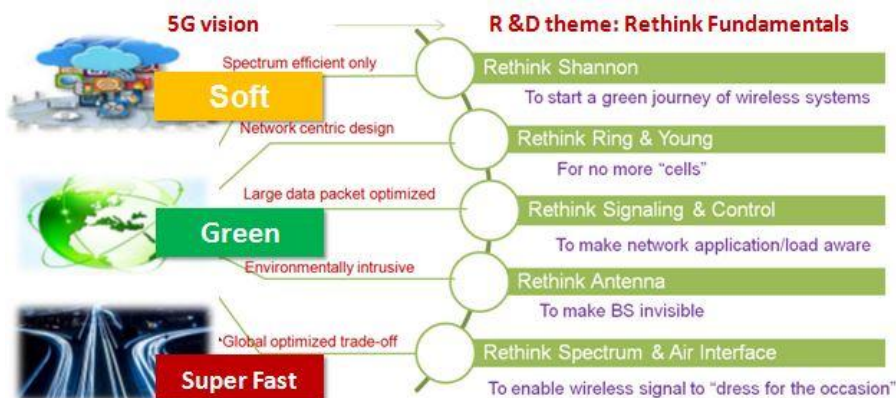 5G vision
R &D theme: Rethink Fundamentals
Soft
Spectrum efficient only
Rethink Shannon
To start a green journey of wireless systems
Network centric design
Rethink Ring & Young
For no more “cells”
Large data packet optimized
Rethink Signaling & Control
To make network application/load aware
Green
Environmentally intrusive
Rethink Antenna
To make BS invisible
Global optimized trade-off
Rethink Spectrum & Air Interface
To enable wireless signal to “dress for the occasion”
Super Fast